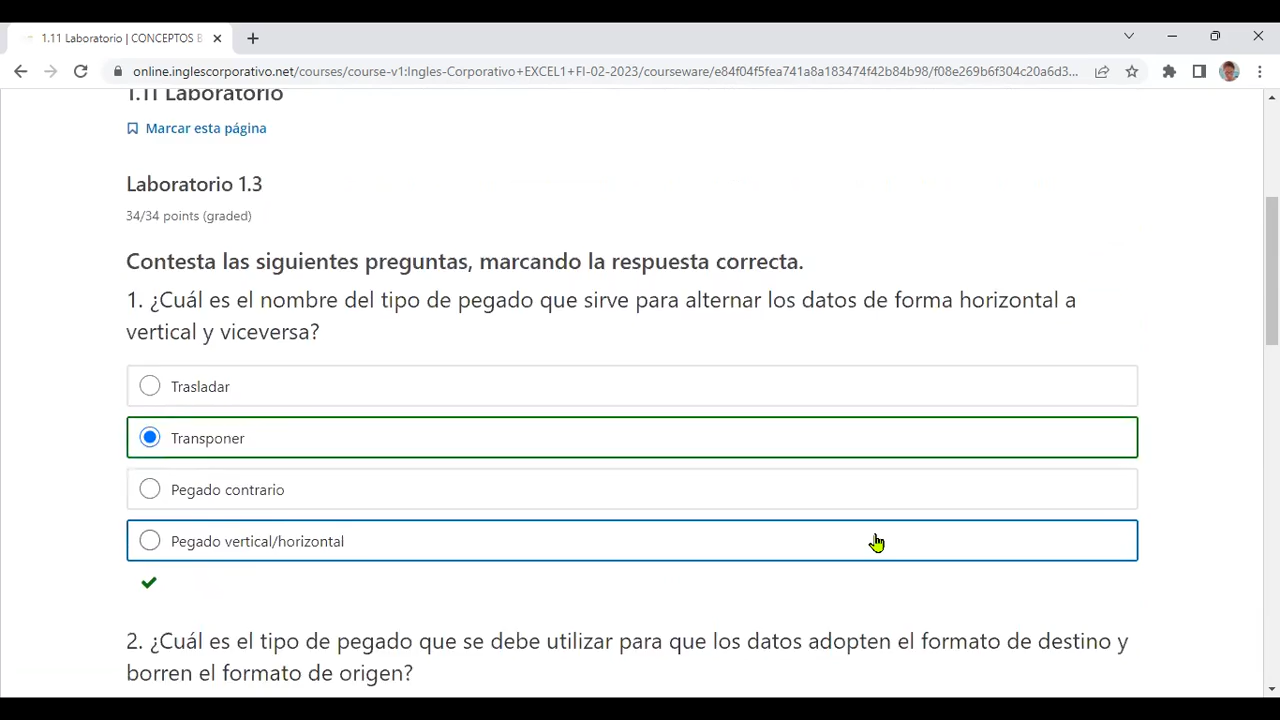 1.11 Laboratorio | CONCEPTOS B
online.inglescorporativo.net/courses/course-v1:Ingles-Corporativo+EXCEL1+FI-02-2023/courseware/e84f04f5fea741a8a183474f42b84b98/f08e269b6f304c20a6d3...
1.11 Laboratorio
Marcar esta página
Laboratorio 1.3
34/34 points (graded)
Contesta las siguientes preguntas, marcando la respuesta correcta.
1. ¿Cuál es el nombre del tipo de pegado que sirve para alternar los datos de forma horizontal a
vertical y viceversa?
Trasladar
Transponer
Pegado contrario
Pegado vertical/horizontal
2. ¿Cuál es el tipo de pegado que se debe utilizar para que los datos adopten el formato de destino y
borren el formato de origen?